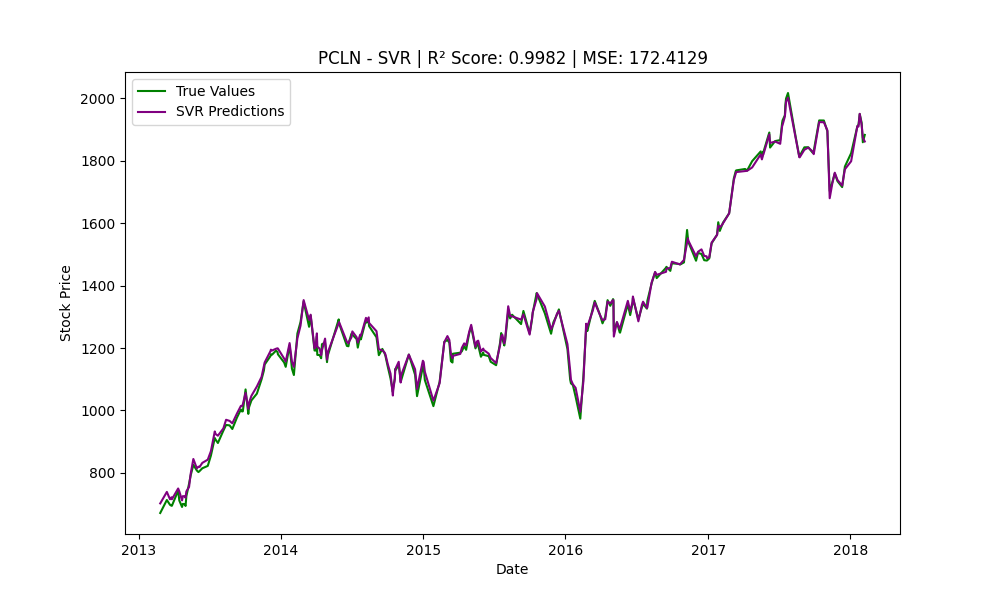 PCLN - SVR | R² Score: 0.9982 | MSE: 172.4129
True Values
SVR Predictions
Stock Price
2000
1800
1600
1400
1200
1000
800
2013 2014 2015 2016 2017 2018
Date